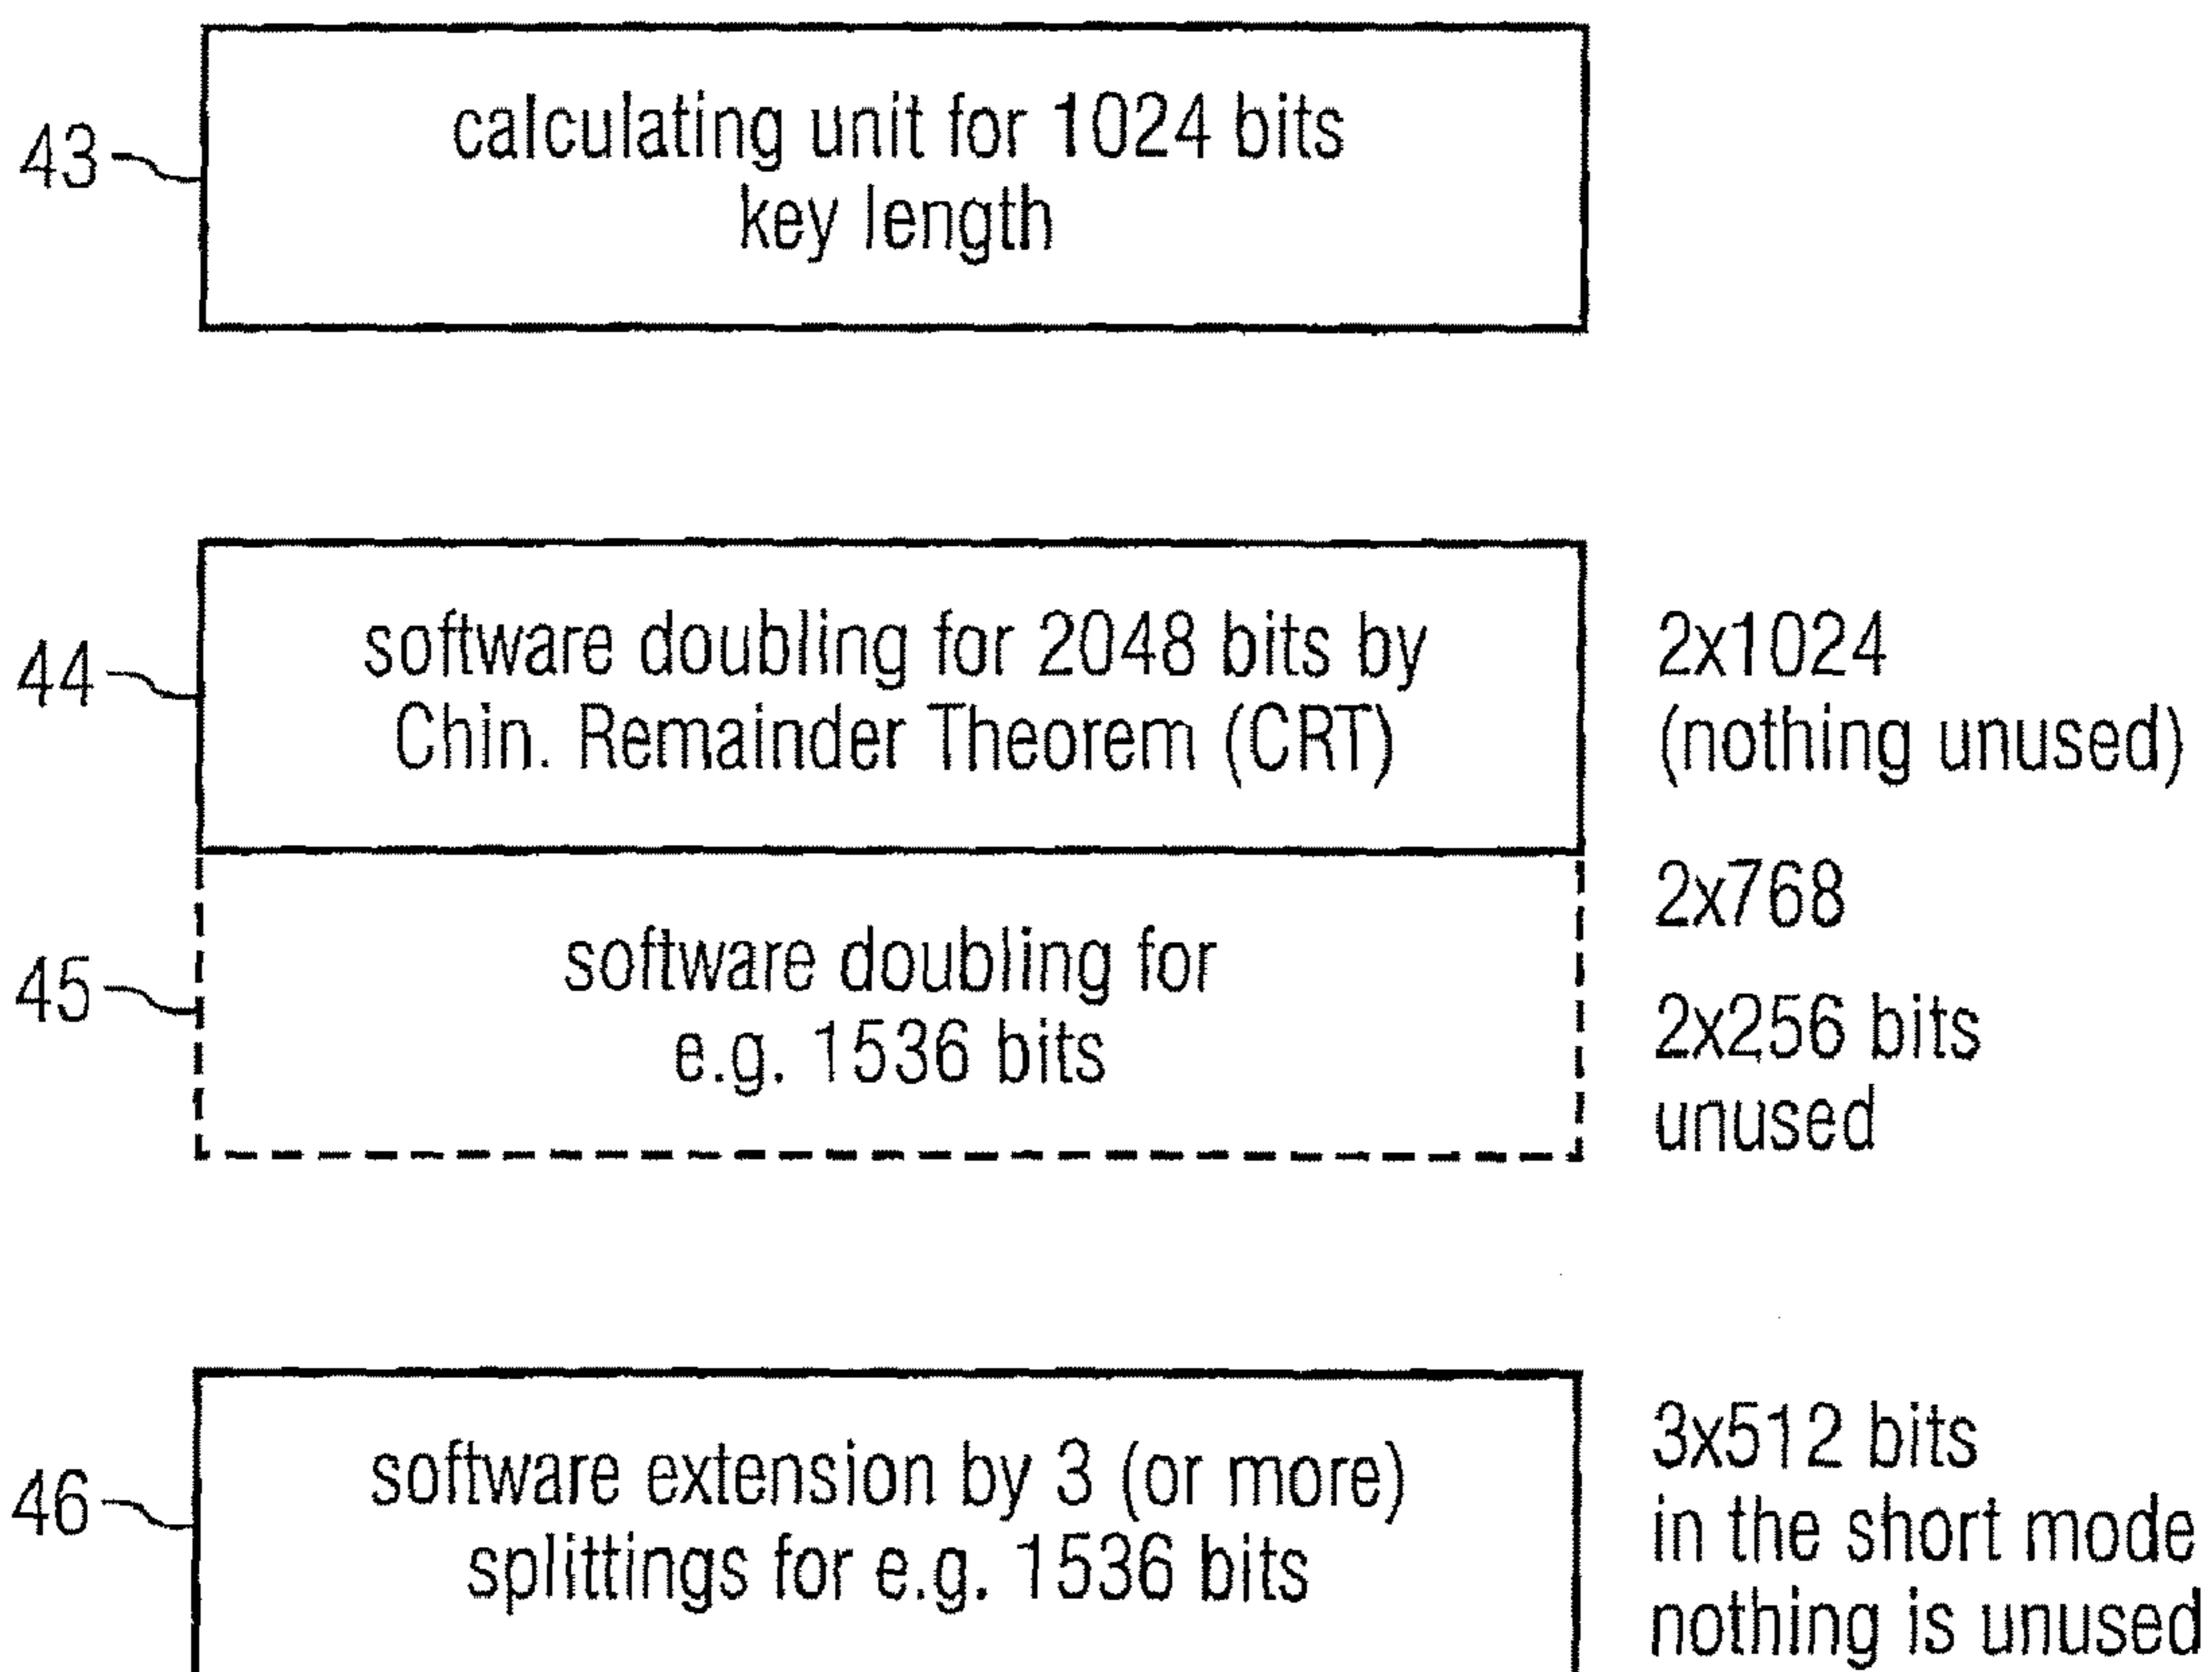 43
calculating unit for 1024 bits
key length
44
software doubling for 2048 bits by
Chin. Remainder Theorem (CRT)
2x1024
(nothing unused)
45
software doubling for
e.g. 1536 bits
2x768
2x256 bits
unused
46
software extension by 3 (or more)
splittings for e.g. 1536 bits
3x512 bits
in the short mode
nothing is unused